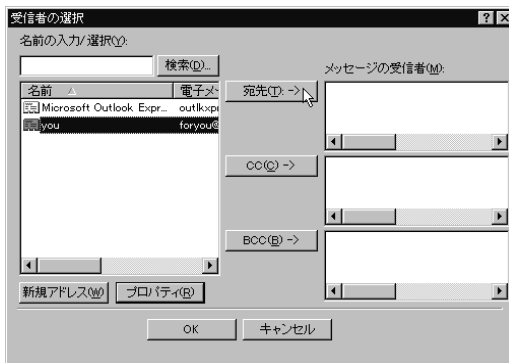 受信者の選択
名前の入力/選択(Y):
検索(D)...
メッセージの受信者(M):
名前 電子メー
宛先(T): ->
Microsoft Outlook Expr... outlkxpr
you foryou@
CC(C) ->
BCC(B) ->
新規アドレス(W) プロパティ(R)
OK キャンセル